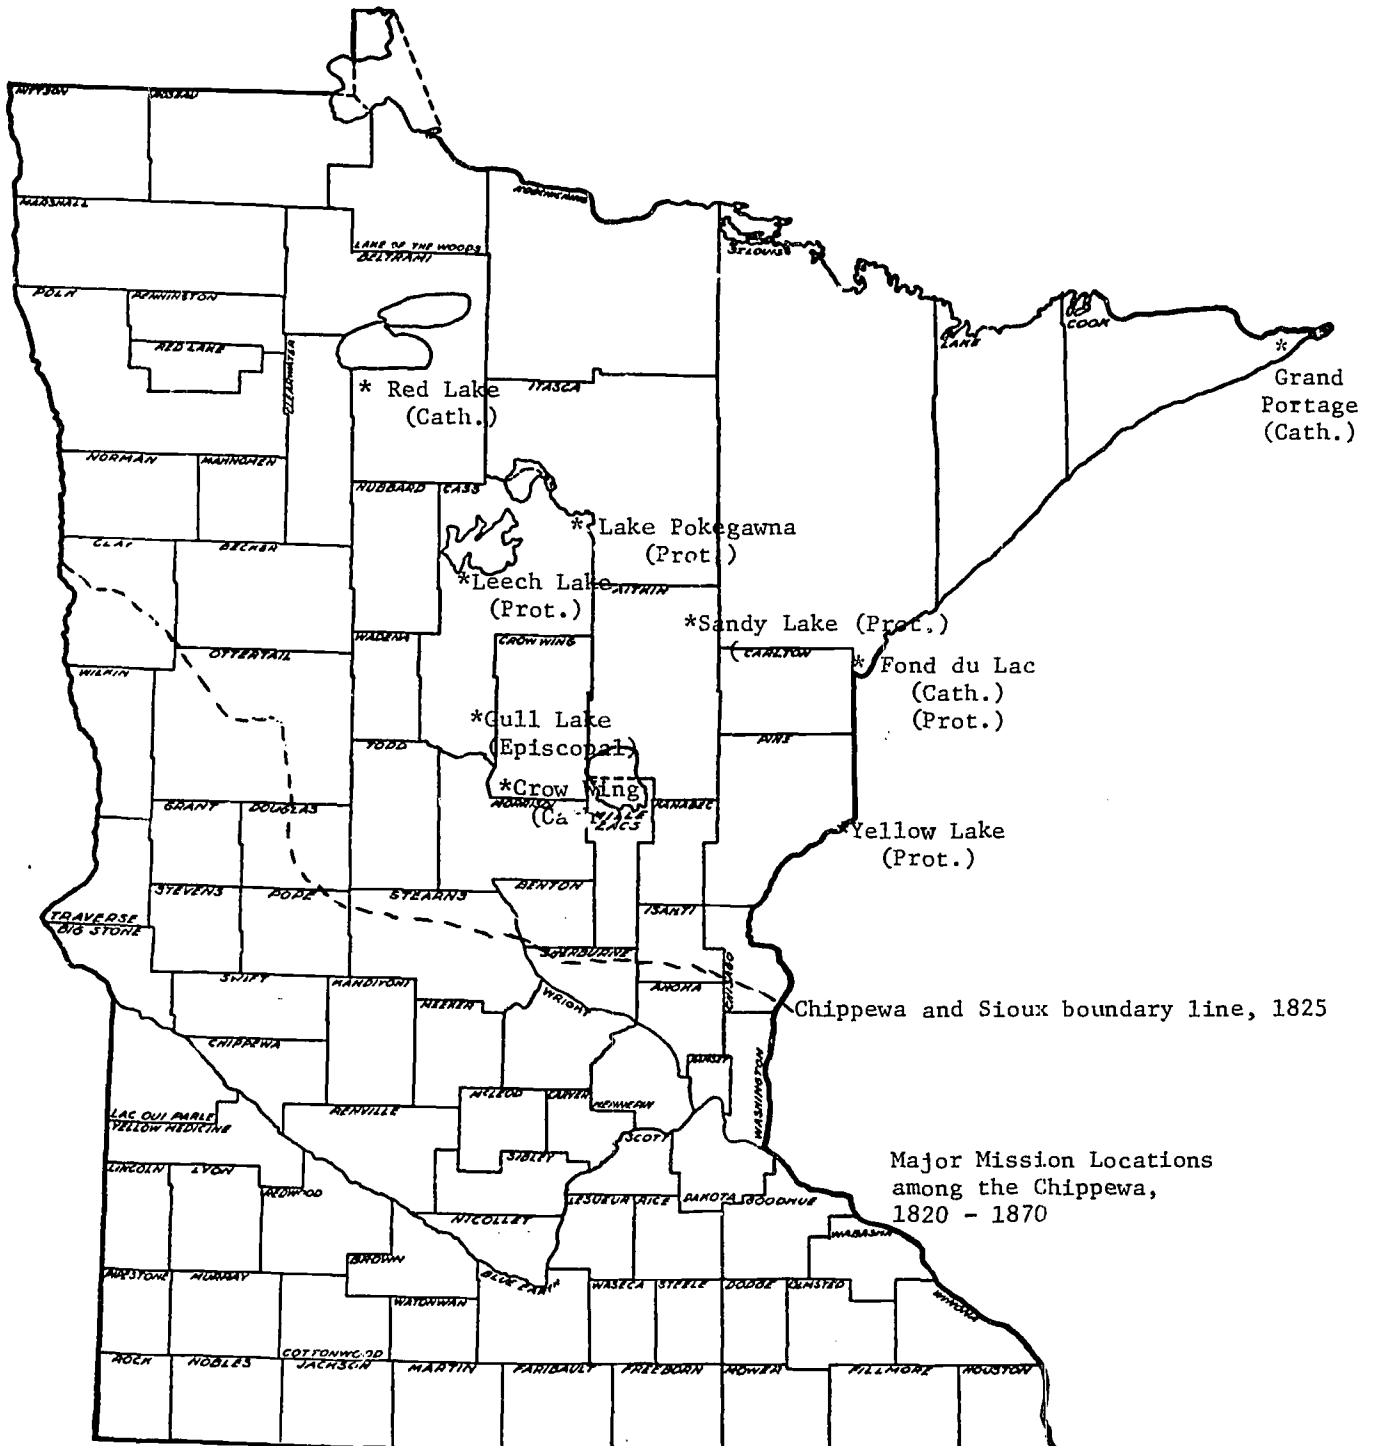 KITTSON
ROSEAU
MARSHALL
KOOCHICHING
LAKE OF THE WOODS
BELTRAMI
ST LOUIS
POLK
PENNINGTON
RED LAKE
CLEARWATER
LAKE
COOK
ITASCA
* Red Lake
(Cath.)
*
Grand
Portage
(Cath.)
NORMAN
MAHNOMEN
HUBBARD
CASS
* Lake Pokegawna
(Prot.)
CLAY
BECKER
*Leech Lake
(Prot.)
AITKIN
*Sandy Lake (Prot.)
(CARLTON
WADENA
CROW WING
* Fond du Lac
(Cath.)
(Prot.)
WILKIN
OTTERTAIL
*Gull Lake
(Episcopal)
TODD
PINE
*Crow Wing
(Ca
MORRISON
MILLE
LACS
KANABEC
GRANT
DOUGLAS
*Yellow Lake
(Prot.)
STEVENS
POPE
STEARNS
BENTON
ISANTI
TRAVERSE
BIG STONE
SHERBURNE
CHISAGO
SWIFT
KANDIYOHI
MEEKER
WRIGHT
ANOKA
Chippewa and Sioux boundary line, 1825
CHIPPEWA
RAMSEY
WASHINGTON
LAC QUI PARLE
YELLOW MEDICINE
RENVILLE
MCLEOD
CARVER
HENNEPIN
SCOTT
SIBLEY
LINCOLN
LYON
REDWOOD
NICOLLET
LESUEUR
RICE
DAKOTA
GOODHUE
Major Mission Locations
among the Chippewa,
1820 - 1870
WABASHA
BROWN
BLUE EARTH
PIPESTONE
MURRAY
WATONWAN
WASECA
STEELE
DODGE
OLMSTED
WINONA
COTTONWOOD
ROCK
NOBLES
JACKSON
MARTIN
FARIBAULT
FREEBORN
MOWER
FILLMORE
HOUSTON